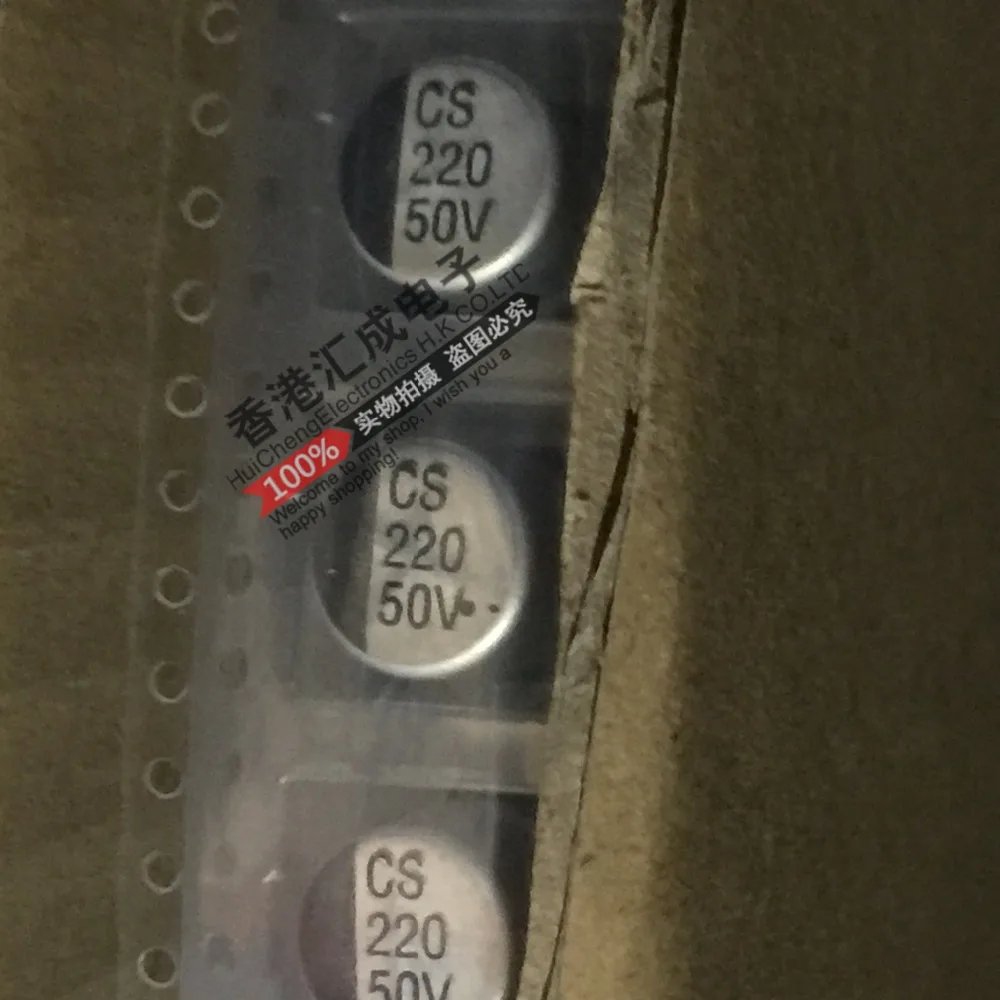 CS
220
50V
香港汇成电子
HuiChengElectronics H.K CO.LTD
100% 实物拍摄 盗图必究
Welcome to my shop, I wish you a
happy shopping!
CS
220
50V
CS
220
50V